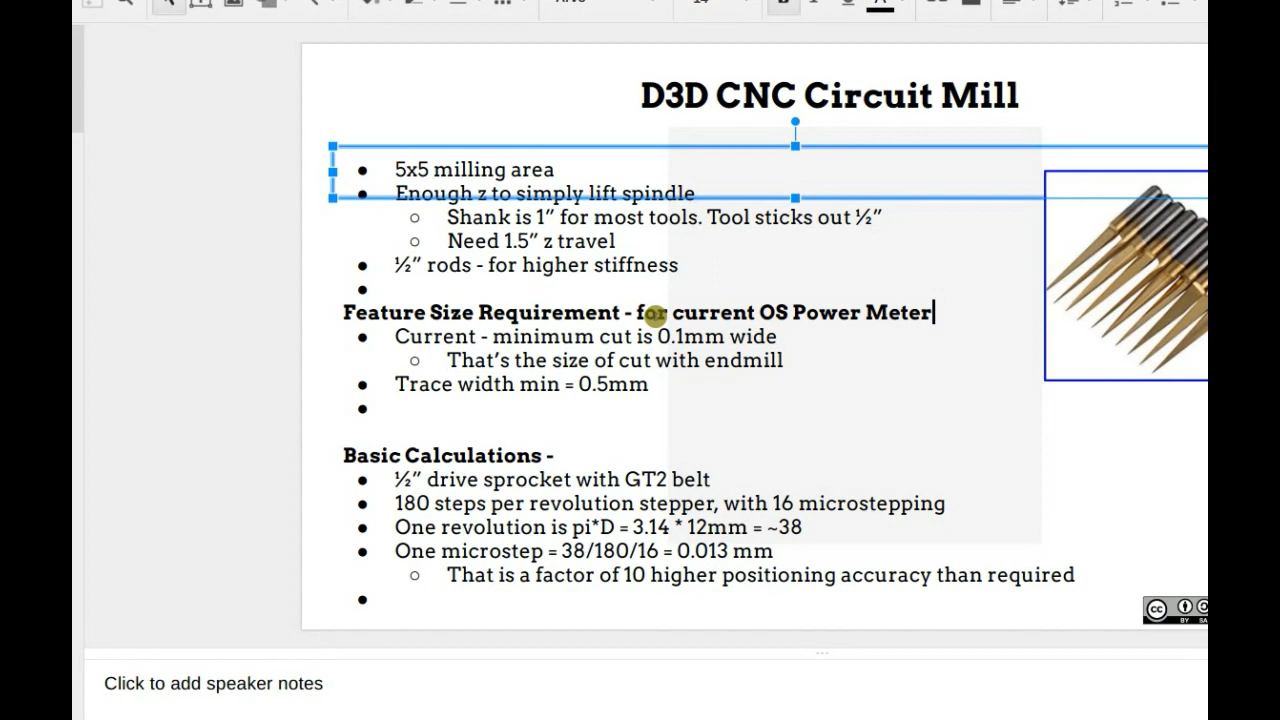 D3D CNC Circuit Mill
● 5x5 milling area
● Enough z to simply lift spindle
○ Shank is 1” for most tools. Tool sticks out ½”
○ Need 1.5” z travel
● ½” rods - for higher stiffness
●
Feature Size Requirement - for current OS Power Meter
● Current - minimum cut is 0.1mm wide
○ That’s the size of cut with endmill
● Trace width min = 0.5mm
●
Basic Calculations -
● ½” drive sprocket with GT2 belt
● 180 steps per revolution stepper, with 16 microstepping
● One revolution is pi*D = 3.14 * 12mm = ~38
● One microstep = 38/180/16 = 0.013 mm
○ That is a factor of 10 higher positioning accuracy than required
●
cc
BY
Click to add speaker notes